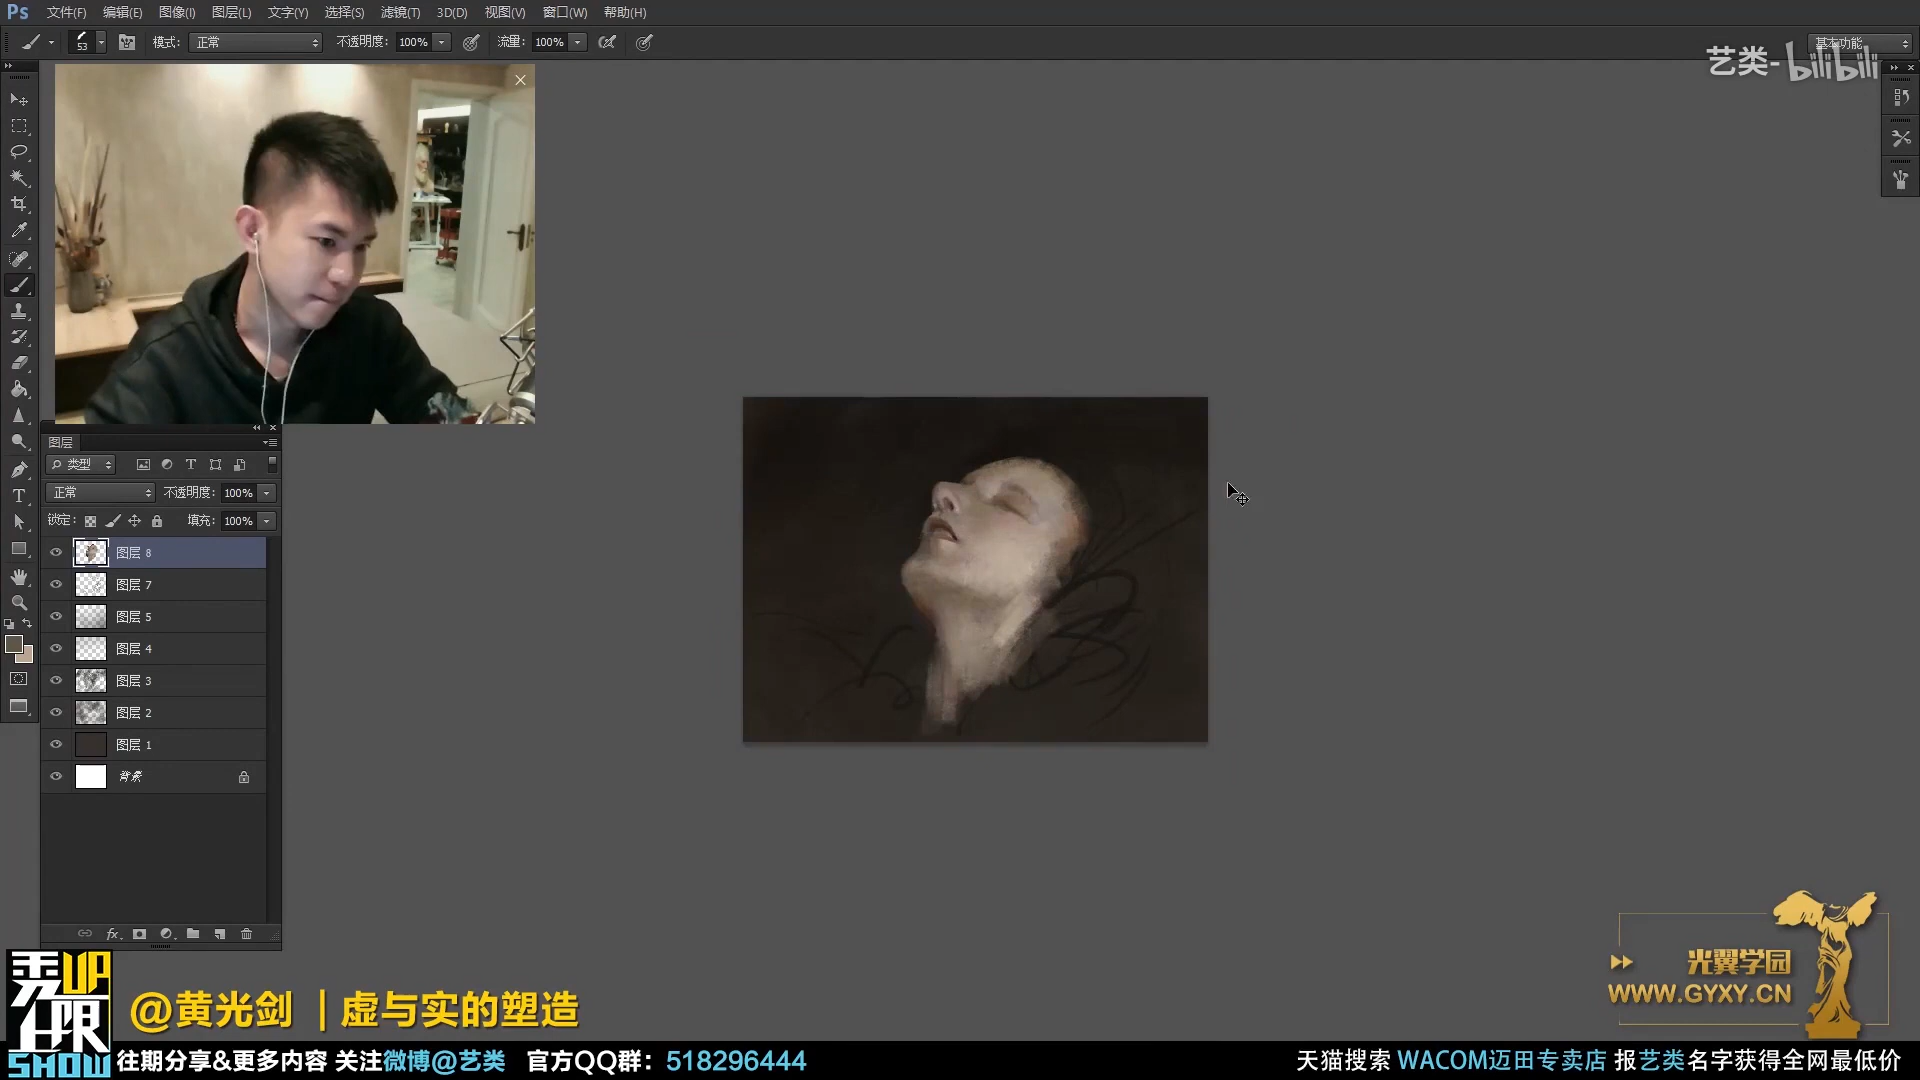 Ps 文件(F) 编辑(E) 图像(I) 图层(L) 文字(Y) 选择(S) 滤镜(T) 3D(D) 视图(V) 窗口(W) 帮助(H)
53 模式: 正常 不透明度: 100% 流量: 100% 基本功能
艺类- bilibili
图层
类型
正常 不透明度: 100%
锁定: 填充: 100%
图层 8
图层 7
图层 5
图层 4
图层 3
图层 2
图层 1
背景
fx
光翼学园
WWW.GYXY.CN
秀UP
HR
SHOW
@黄光剑 | 虚与实的塑造
往期分享&更多内容 关注微博@艺类 官方QQ群: 518296444
天猫搜索 WACOM迈田专卖店 报艺类名字获得全网最低价